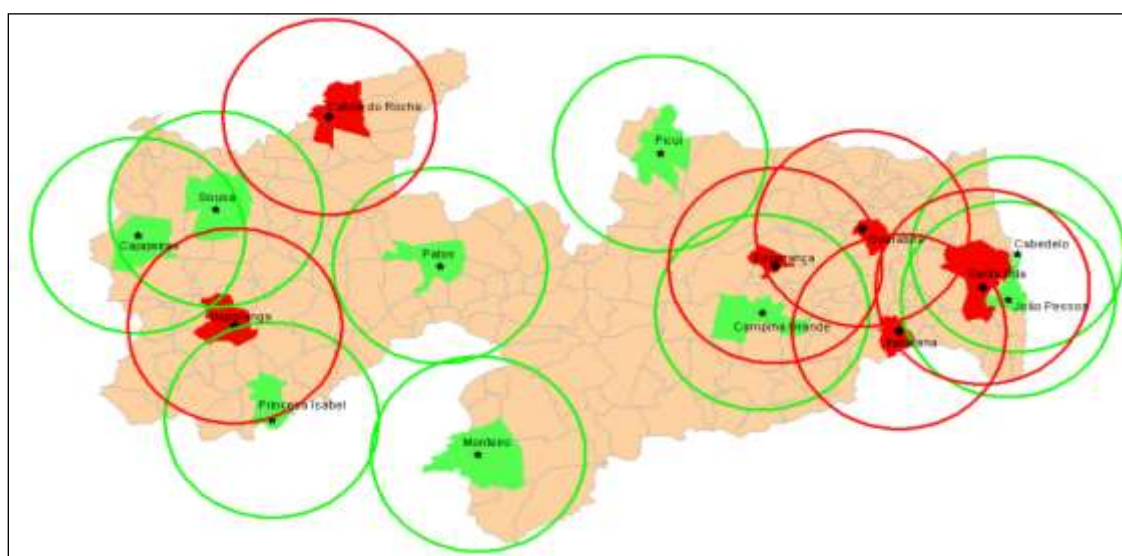 Catolé do Rocha
Picuí
Sousa
Cajazeiras
Patos
Guarabira
Esperança
Cabedelo
Santa Rita
João Pessoa
Campina Grande
Itaporanga
Itabaiana
Princesa Isabel
Monteiro